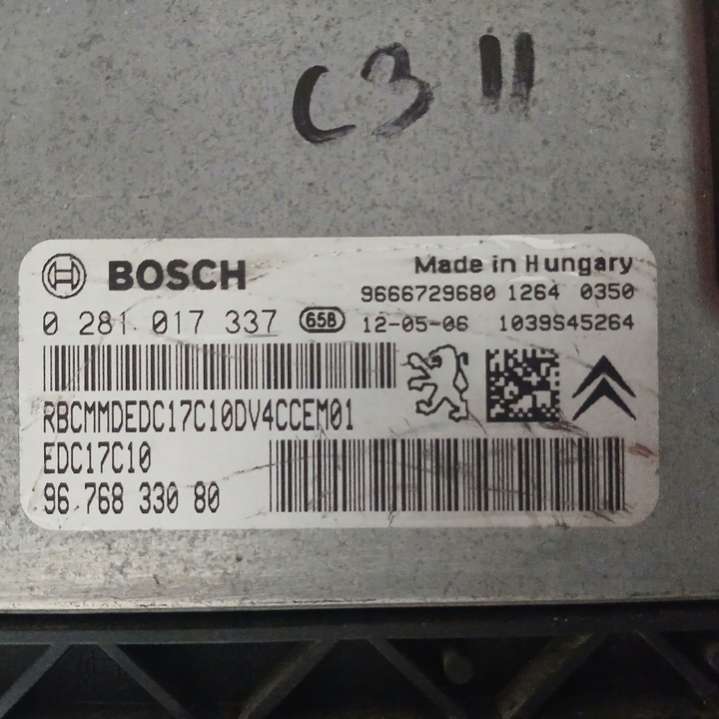 C3 II
BOSCH
Made in Hungary
9666729680 1264 0350
0 281 017 337 65B 12-05-06 1039S45264
RBCMMDEDC17C10DV4CCEM01
EDC17C10
96 768 330 80